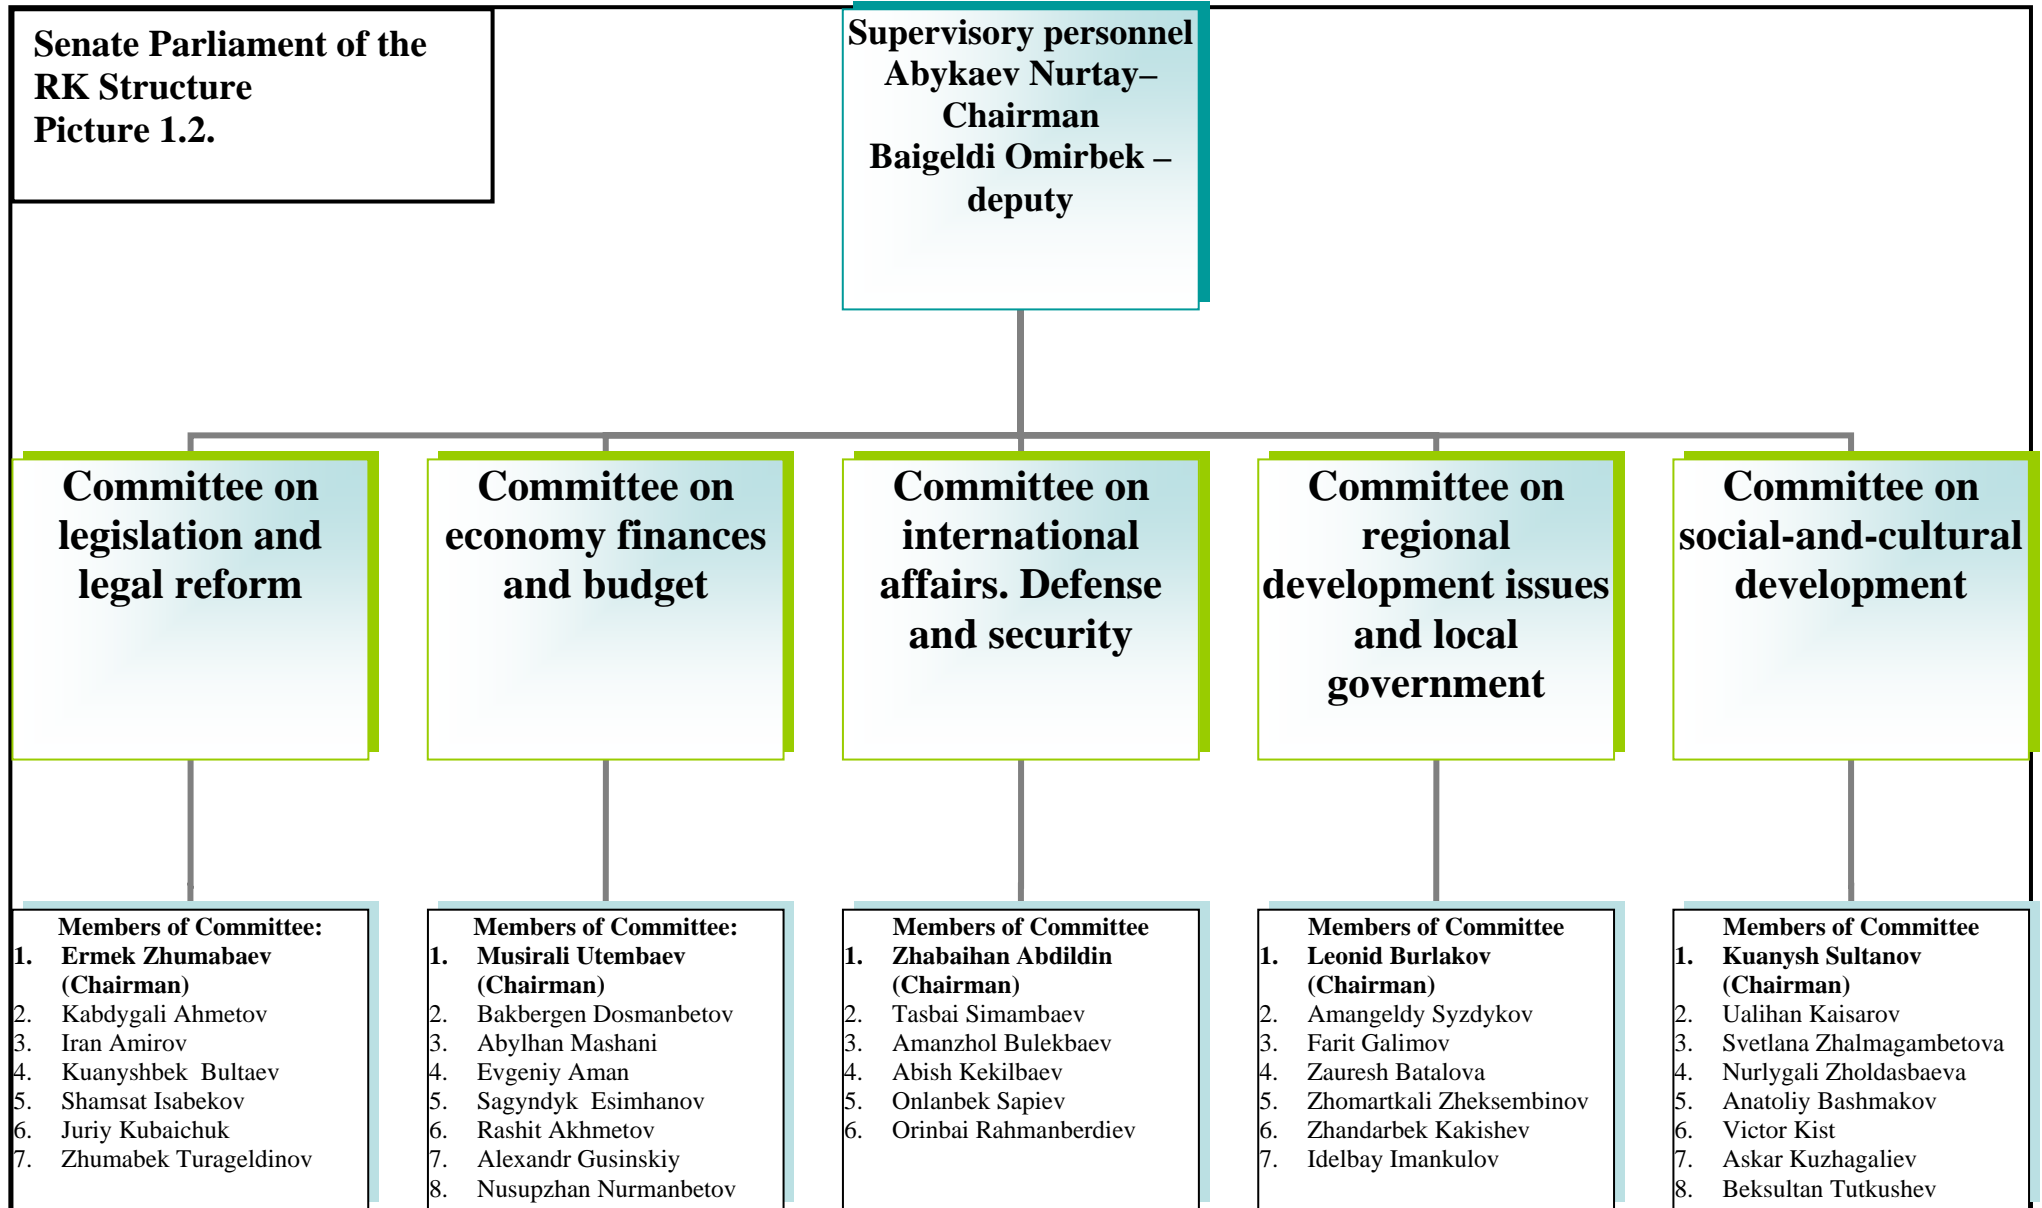 Senate Parliament of the
RK Structure
Picture 1.2.
Supervisory personnel
Abykaev Nurtay–
Chairman
Baigeldi Omirbek –
deputy
Committee on
legislation and
legal reform
Committee on
economy finances
and budget
Committee on
international
affairs. Defense
and security
Committee on
regional
development issues
and local
government
Committee on
social-and-cultural
development
Members of Committee:
1. Ermek Zhumabaev
(Chairman)
2. Kabdygali Ahmetov
3. Iran Amirov
4. Kuanyshbek Bultaev
5. Shamsat Isabekov
6. Juriy Kubaichuk
7. Zhumabek Turageldinov
Members of Committee:
1. Musirali Utembaev
(Chairman)
2. Bakbergen Dosmanbetov
3. Abylhan Mashani
4. Evgeniy Aman
5. Sagyndyk Esimhanov
6. Rashit Akhmetov
7. Alexandr Gusinskiy
8. Nusupzhan Nurmanbetov
Members of Committee
1. Zhabaihan Abdildin
(Chairman)
2. Tasbai Simambaev
3. Amanzhol Bulekbaev
4. Abish Kekilbaev
5. Onlanbek Sapiev
6. Orinbai Rahmanberdiev
Members of Committee
1. Leonid Burlakov
(Chairman)
2. Amangeldy Syzdykov
3. Farit Galimov
4. Zauresh Batalova
5. Zhomartkali Zheksembinov
6. Zhandarbek Kakishev
7. Idelbay Imankulov
Members of Committee
1. Kuanysh Sultanov
(Chairman)
2. Ualihan Kaisarov
3. Svetlana Zhalmagambetova
4. Nurlygali Zholdasbaeva
5. Anatoliy Bashmakov
6. Victor Kist
7. Askar Kuzhagaliev
8. Beksultan Tutkushev